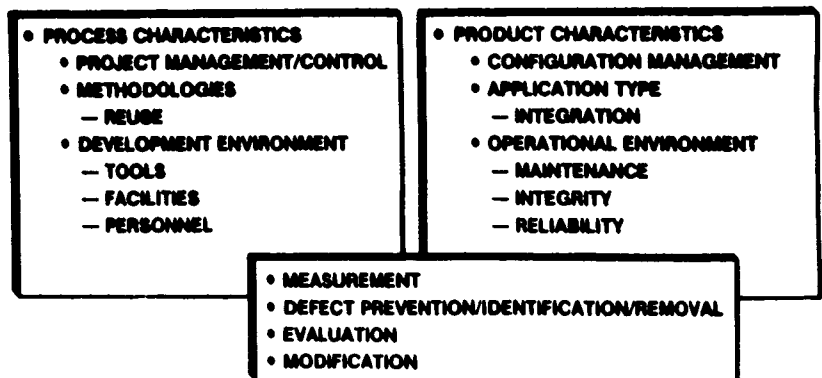 • PROCESS CHARACTERISTICS
• PROJECT MANAGEMENT/CONTROL
• METHODOLOGIES
— REUSE
• DEVELOPMENT ENVIRONMENT
— TOOLS
— FACILITIES
— PERSONNEL
• PRODUCT CHARACTERISTICS
• CONFIGURATION MANAGEMENT
• APPLICATION TYPE
— INTEGRATION
• OPERATIONAL ENVIRONMENT
— MAINTENANCE
— INTEGRITY
— RELIABILITY
• MEASUREMENT
• DEFECT PREVENTION/IDENTIFICATION/REMOVAL
• EVALUATION
• MODIFICATION